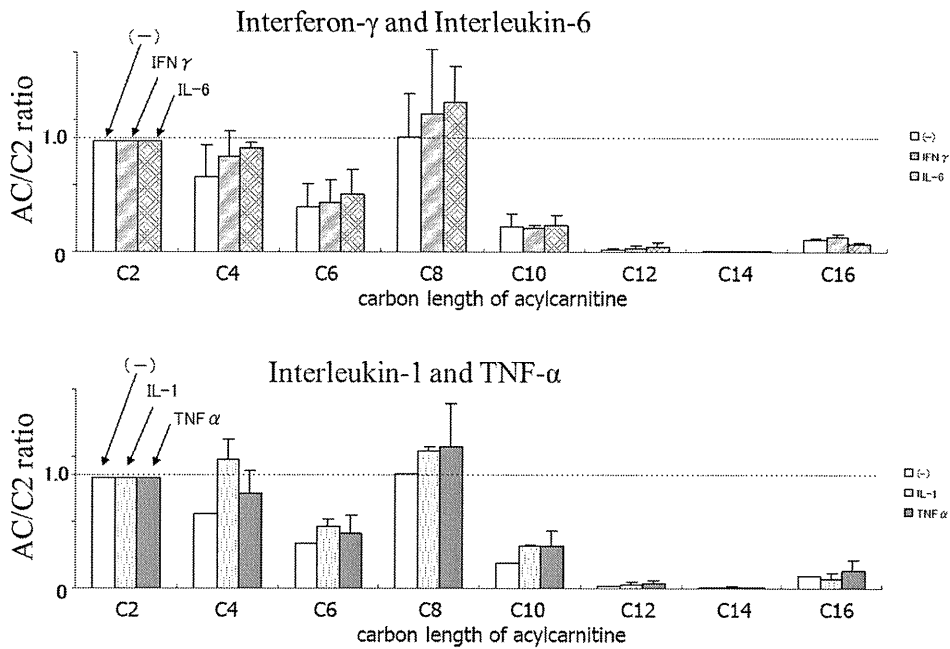 Interferon-γ and Interleukin-6
(−)
IFN γ
IL-6
AC/C2 ratio
1.0
0
(-)
IFN γ
IL-6
C2 C4 C6 C8 C10 C12 C14 C16
carbon length of acylcarnitine
Interleukin-1 and TNF-α
(−)
IL-1
TNF α
AC/C2 ratio
1.0
0
(-)
IL-1
TNF α
C2 C4 C6 C8 C10 C12 C14 C16
carbon length of acylcarnitine